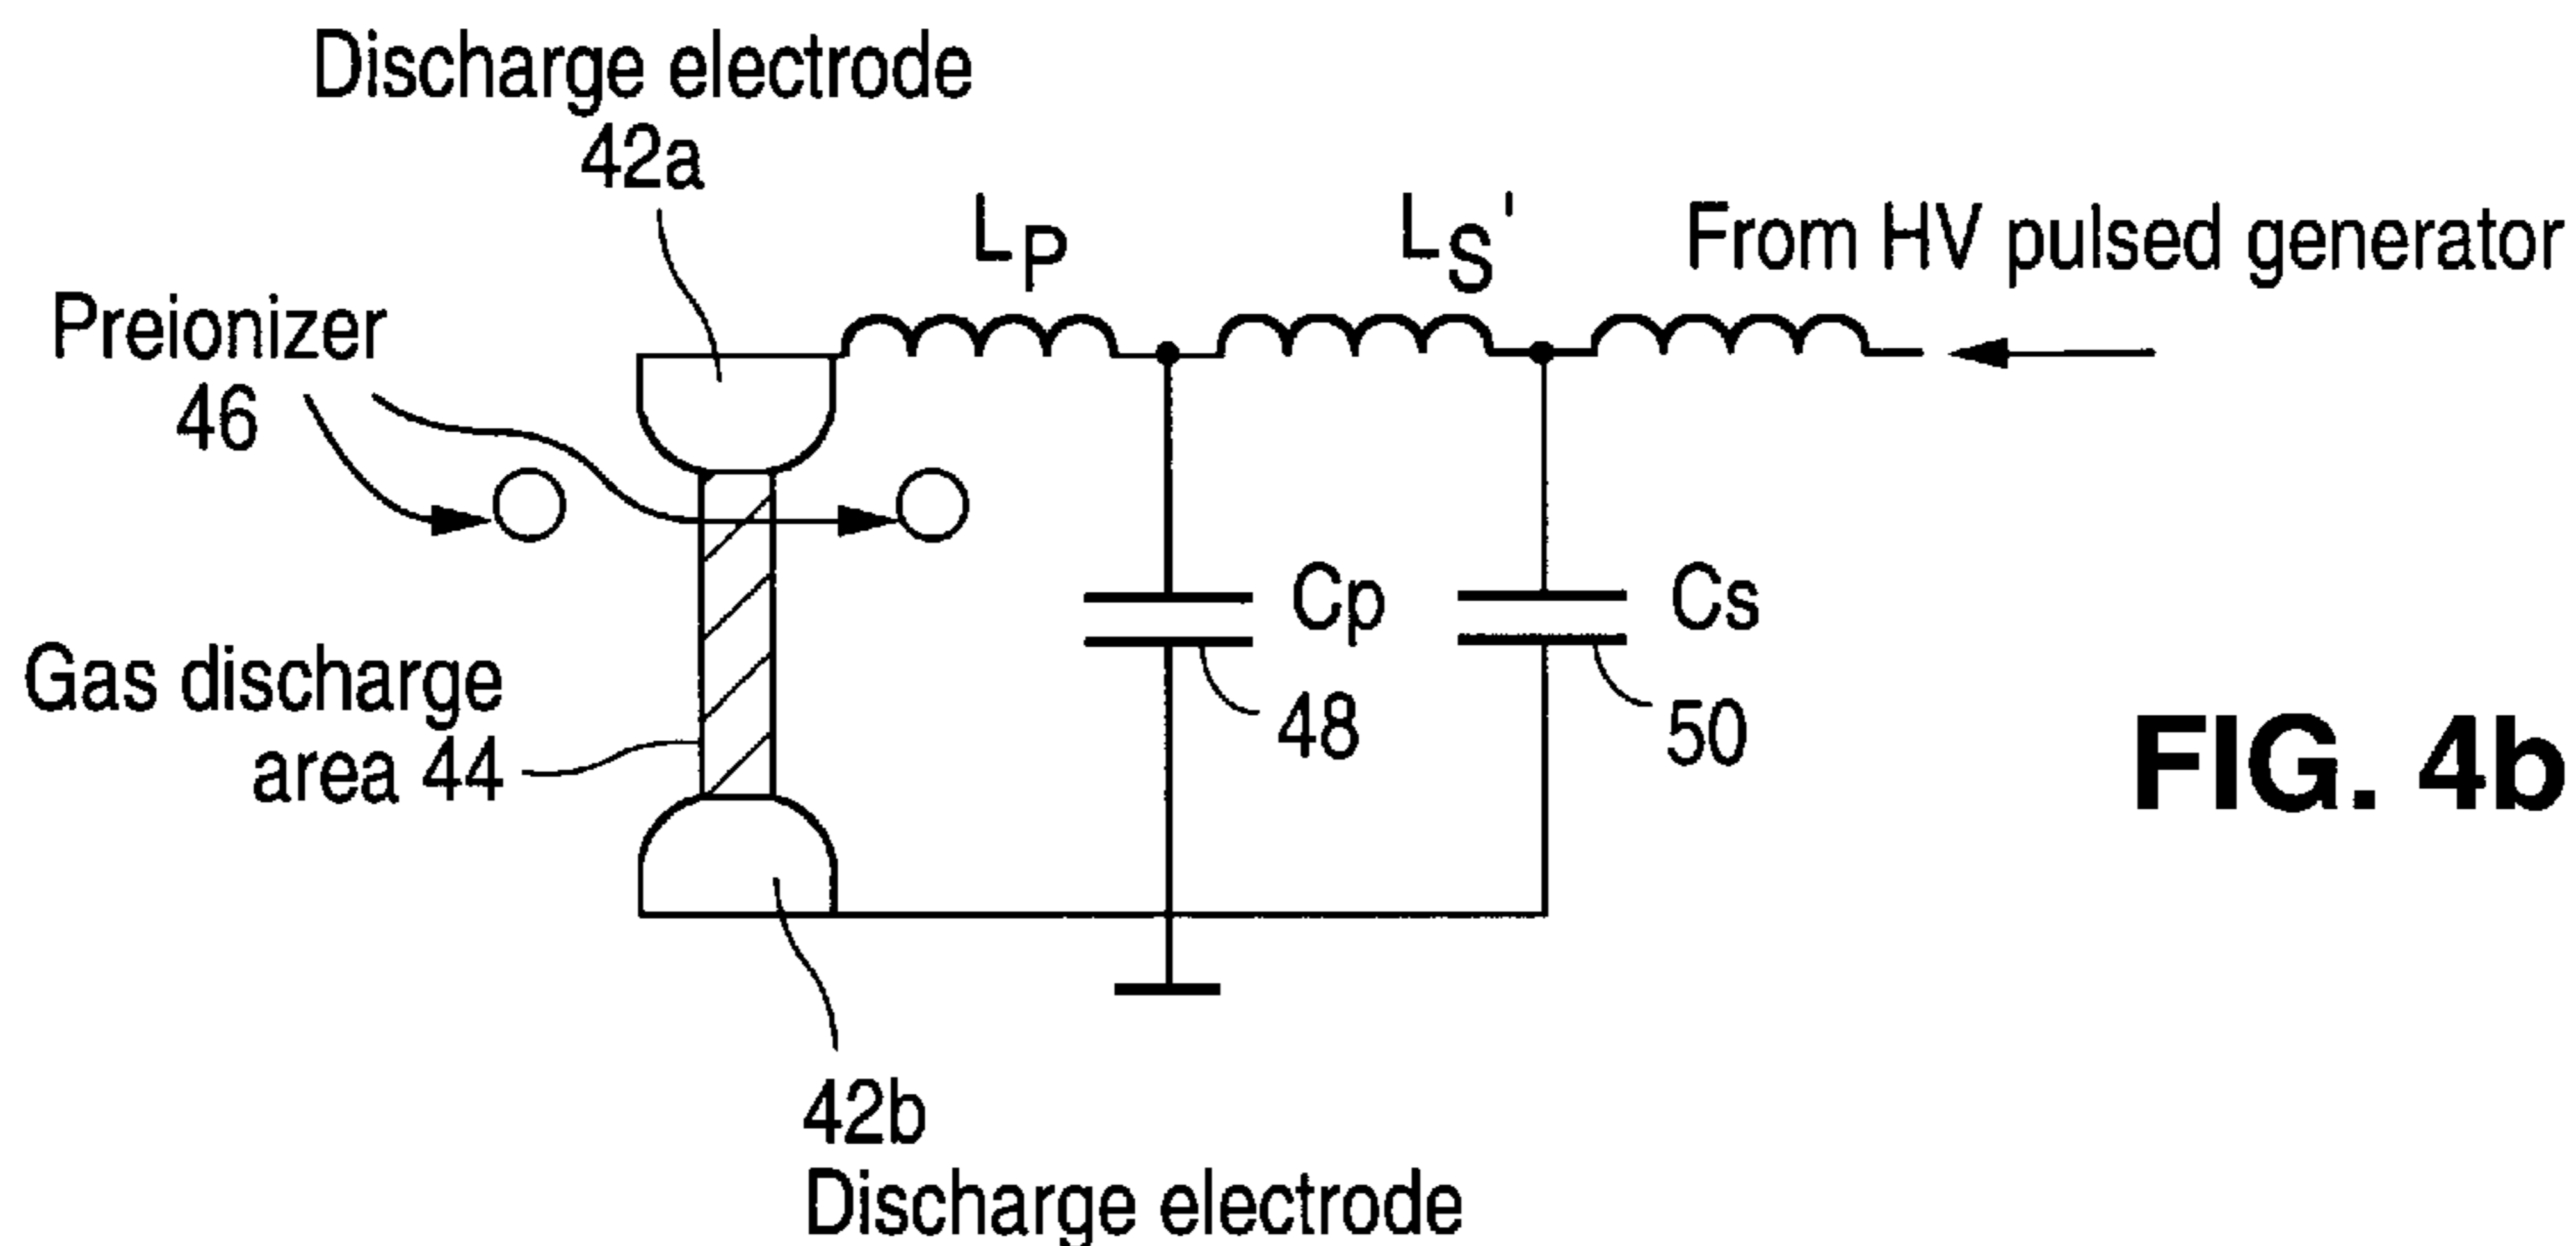 Discharge electrode
42a
LP
LS'
From HV pulsed generator
Preionizer
46
Cp
Cs
Gas discharge
area 44
48
50
FIG. 4b
42b
Discharge electrode